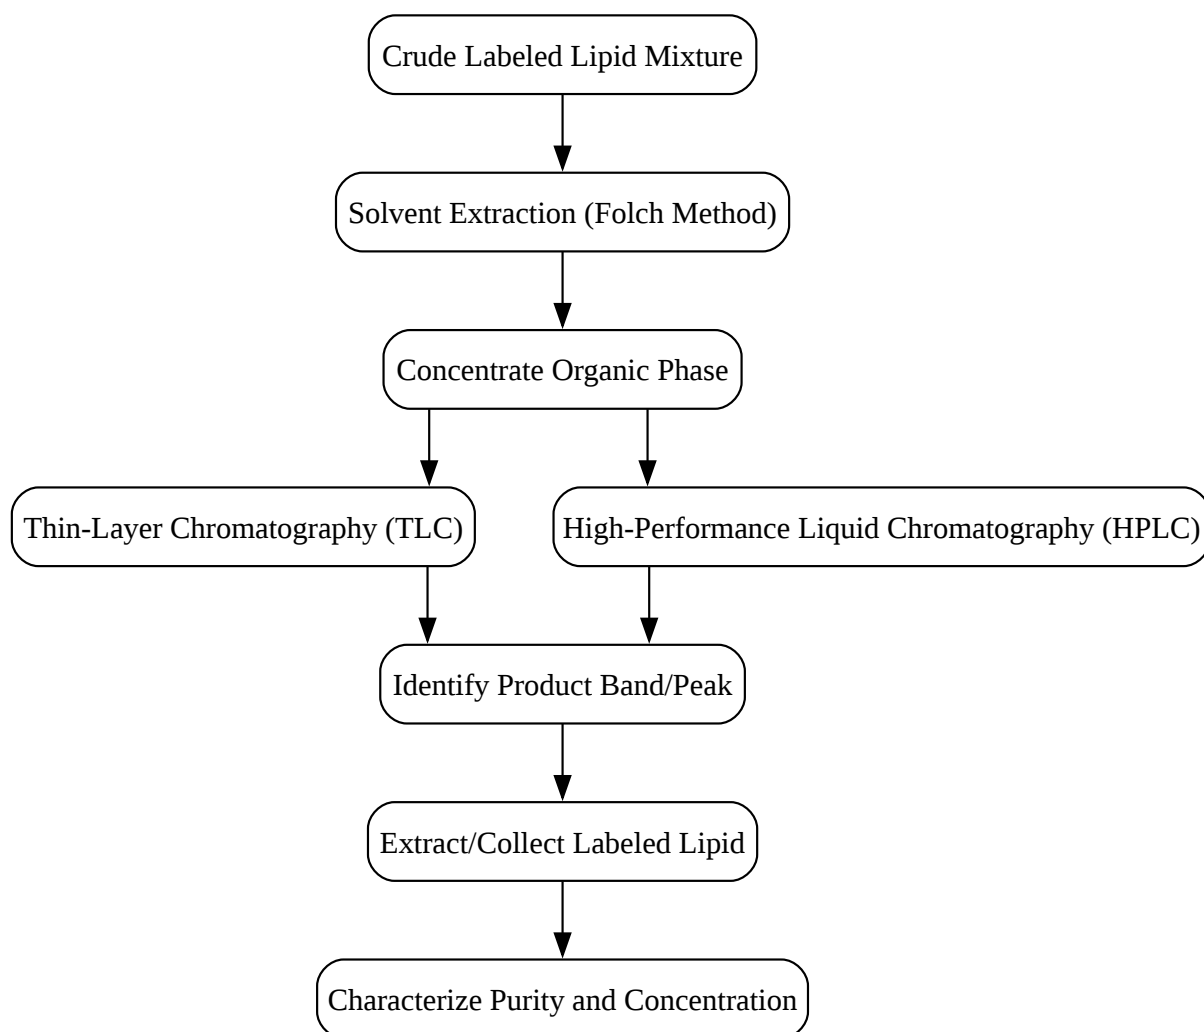 Crude Labeled Lipid Mixture
Solvent Extraction (Folch Method)
Concentrate Organic Phase
Thin-Layer Chromatography (TLC)
High-Performance Liquid Chromatography (HPLC)
Identify Product Band/Peak
Extract/Collect Labeled Lipid
Characterize Purity and Concentration